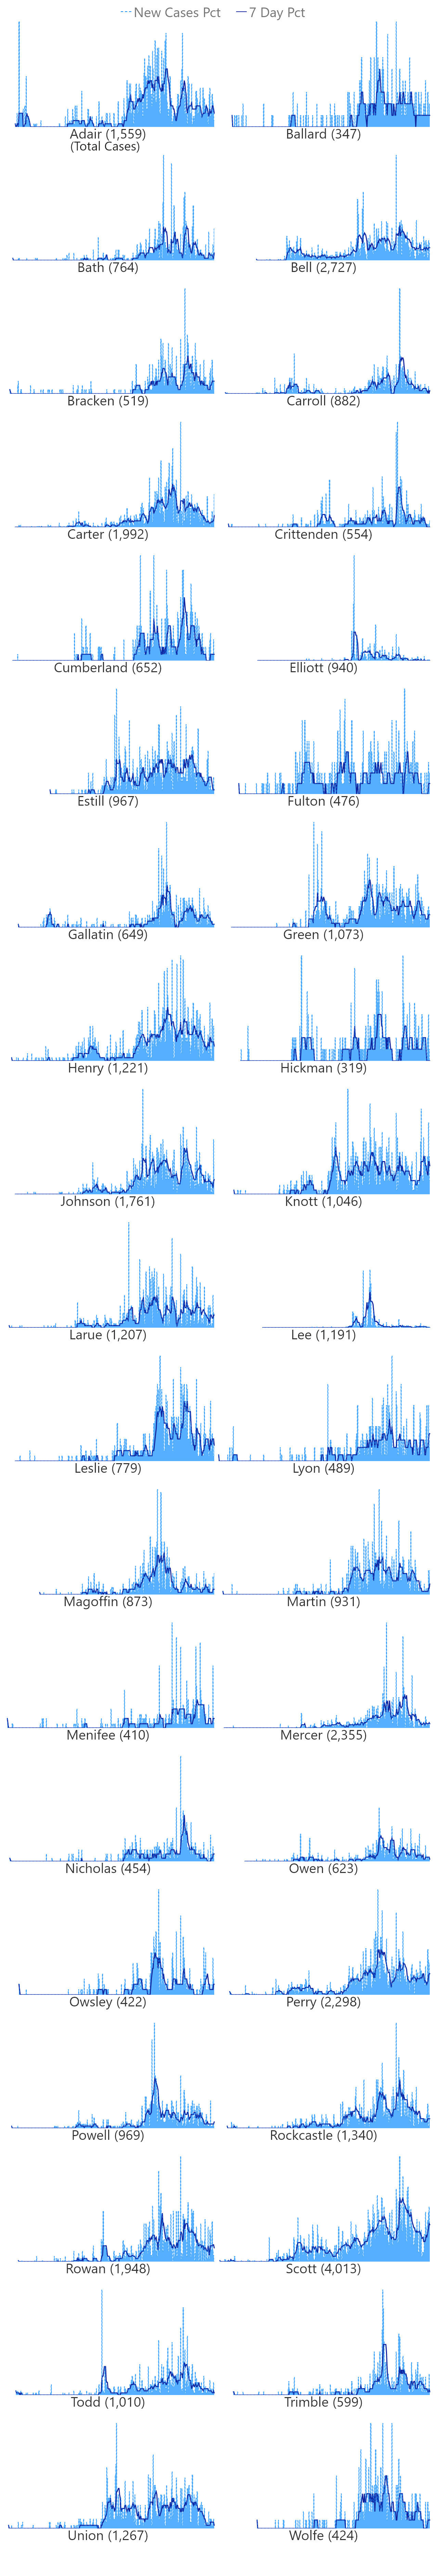 New Cases Pct 7 Day Pct
Adair (1,559) Ballard (347)
(Total Cases)
Bath (764) Bell (2,727)
Bracken (519) Carroll (882)
Carter (1,992) Crittenden (554)
Cumberland (652) Elliott (940)
Estill (967) Fulton (476)
Gallatin (649) Green (1,073)
Henry (1,221) Hickman (319)
Johnson (1,761) Knott (1,046)
Larue (1,207) Lee (1,191)
Leslie (779) Lyon (489)
Magoffin (873) Martin (931)
Menifee (410) Mercer (2,355)
Nicholas (454) Owen (623)
Owsley (422) Perry (2,298)
Powell (969) Rockcastle (1,340)
Rowan (1,948) Scott (4,013)
Todd (1,010) Trimble (599)
Union (1,267) Wolfe (424)